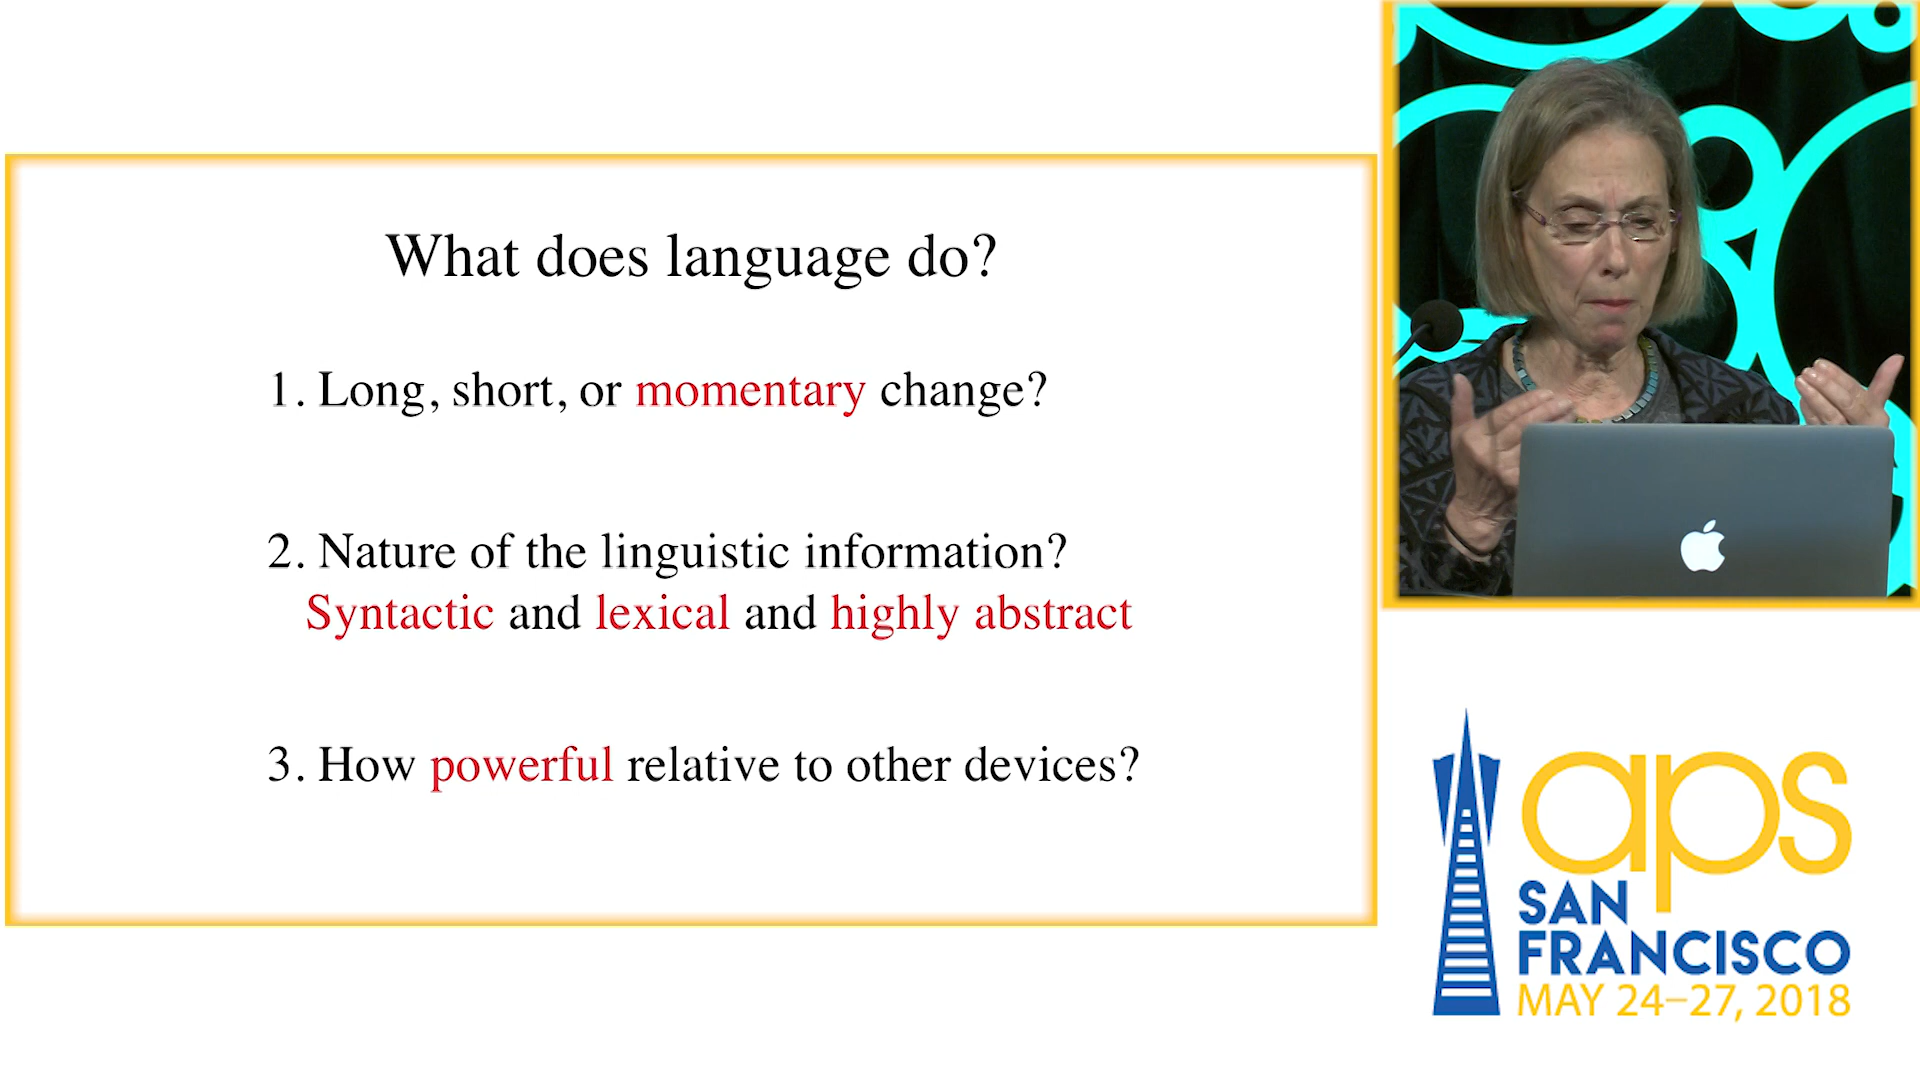 What does language do?
1. Long, short, or momentary change?
2. Nature of the linguistic information?
Syntactic and lexical and highly abstract
3. How powerful relative to other devices?
aps
SAN
FRANCISCO
MAY 24–27, 2018